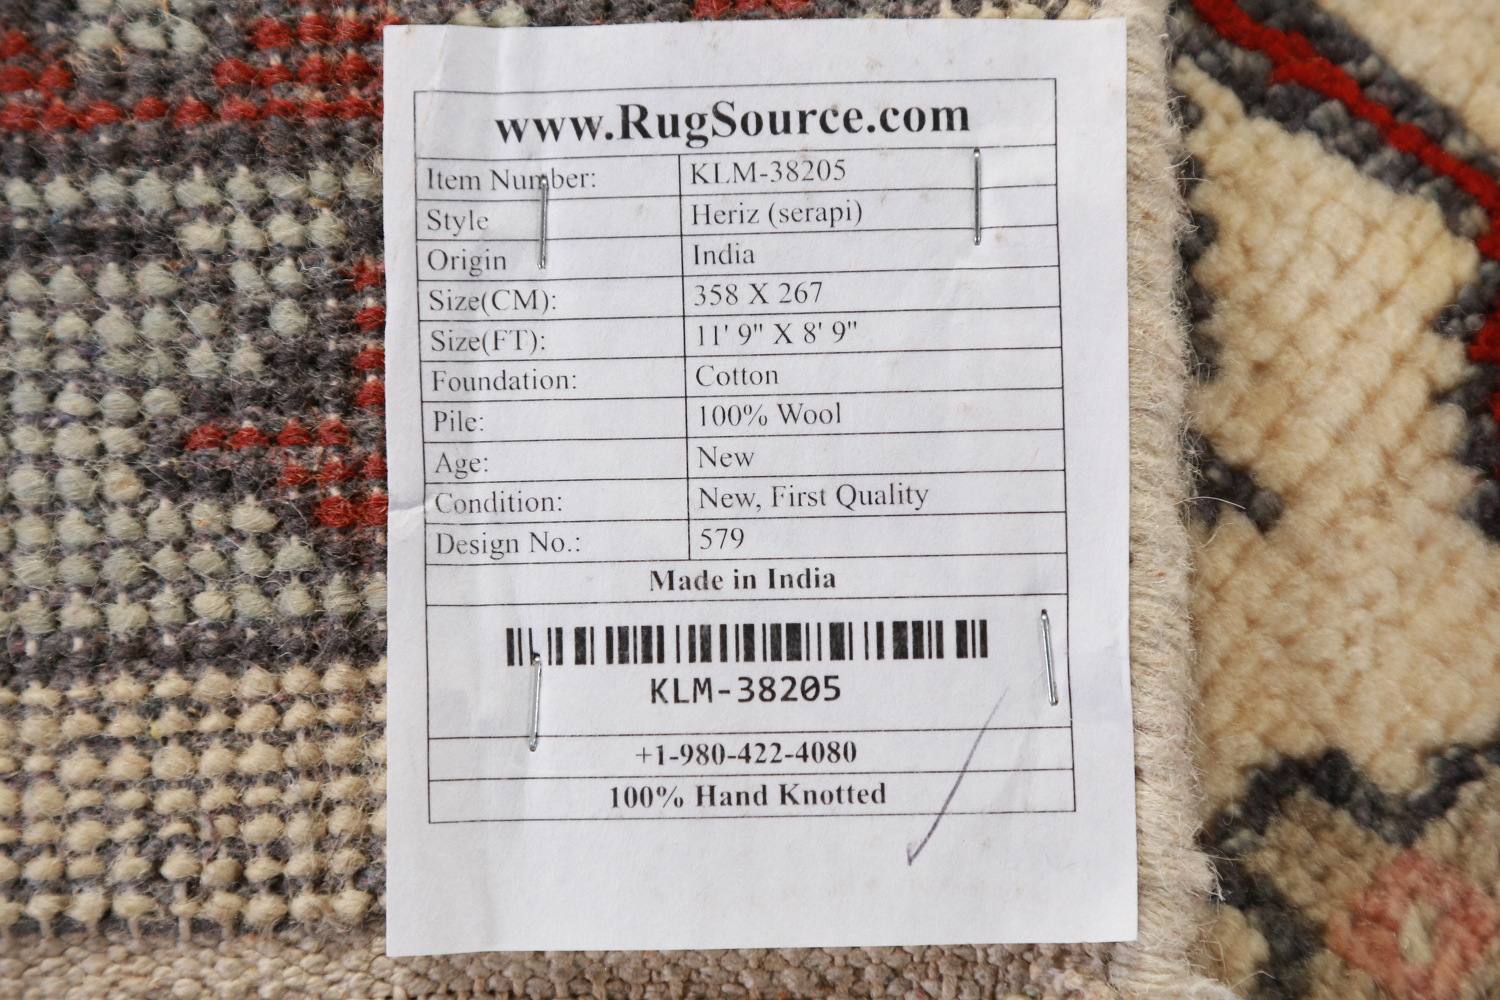 www.RugSource.com
Item Number: KLM-38205
Style Heriz (serapi)
Origin India
Size(CM): 358 X 267
Size(FT): 11' 9" X 8' 9"
Foundation: Cotton
Pile: 100% Wool
Age: New
Condition: New, First Quality
Design No.: 579
Made in India
KLM-38205
+1-980-422-4080
100% Hand Knotted